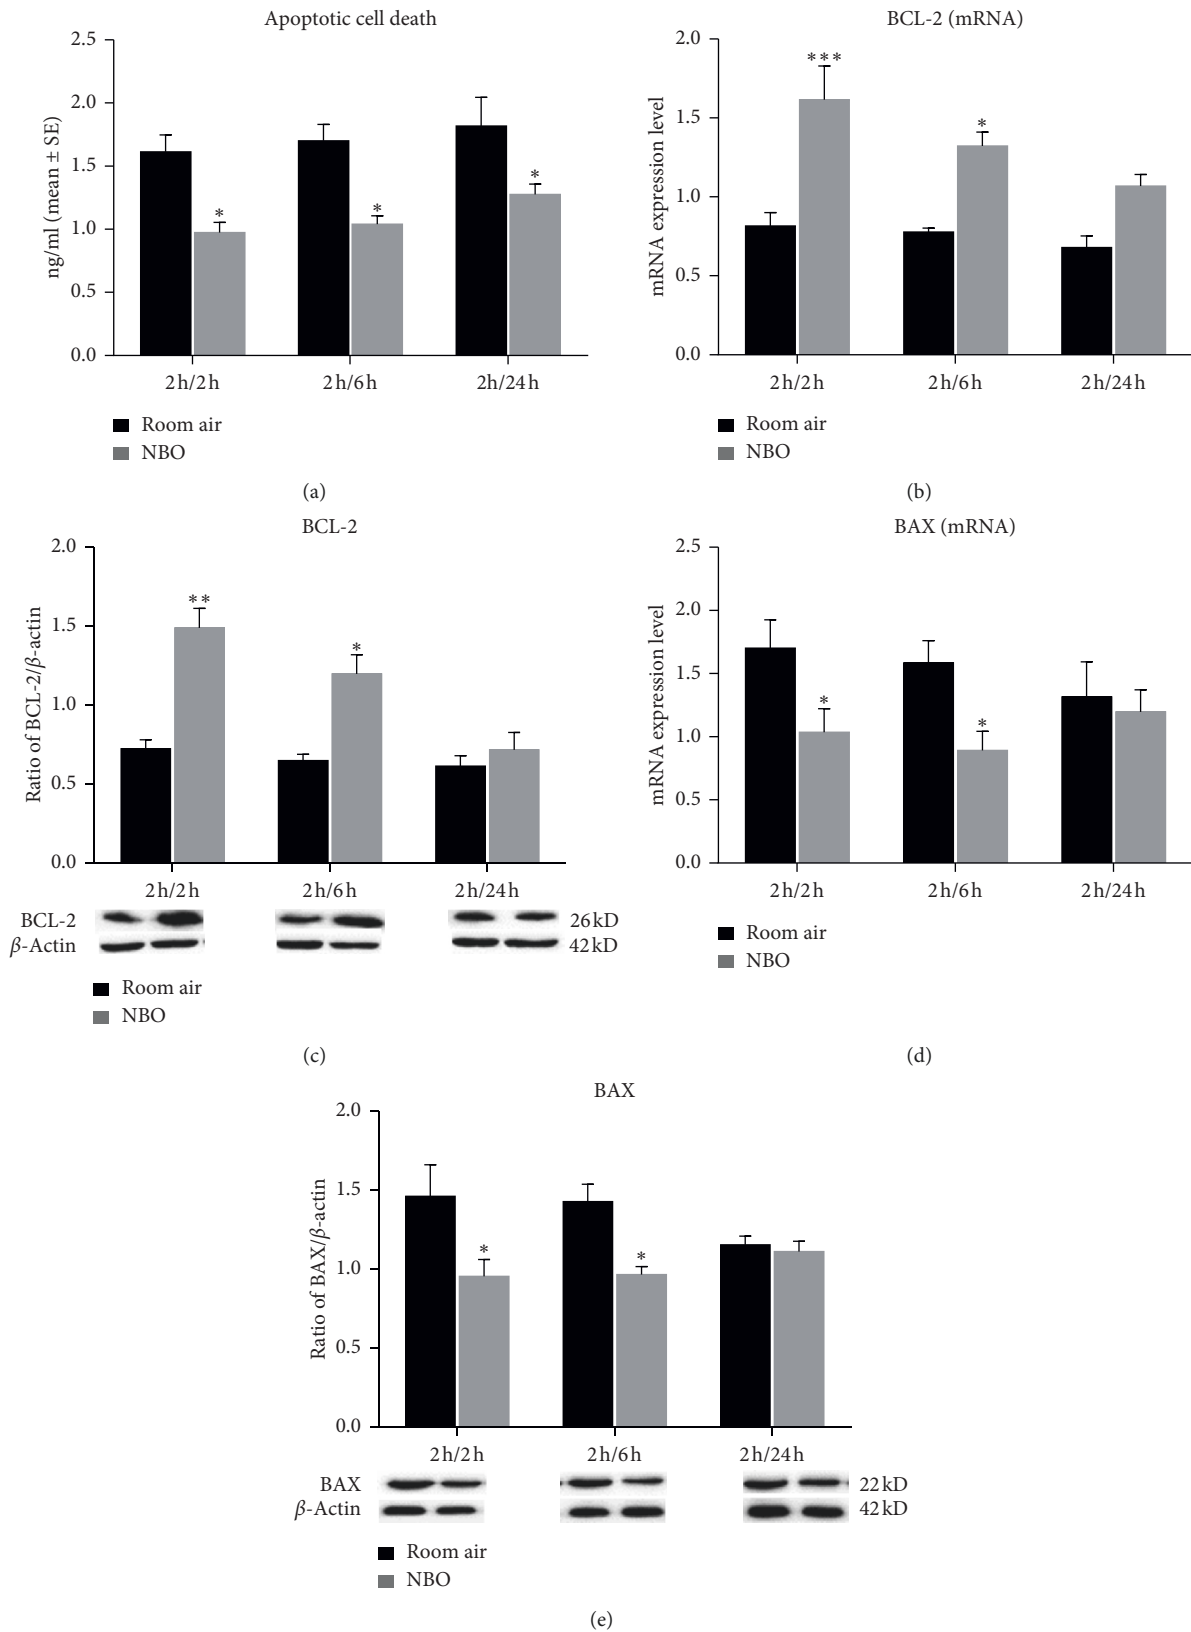 Apoptotic cell death
2.5
2.0
1.5
1.0
0.5
0.0
ng/ml (mean ± SE)
*
*
*
2h/2h 2h/6h 2h/24h
Room air
NBO
(a)
BCL-2 (mRNA)
2.0
1.5
1.0
0.5
0.0
mRNA expression level
***
*
2h/2h 2h/6h 2h/24h
Room air
NBO
(b)
BCL-2
2.0
1.5
1.0
0.5
0.0
Ratio of BCL-2/β-actin
**
*
2h/2h 2h/6h 2h/24h
BCL-2 26kD
β-Actin 42kD
Room air
NBO
(c)
BAX (mRNA)
2.5
2.0
1.5
1.0
0.5
0.0
mRNA expression level
*
*
2h/2h 2h/6h 2h/24h
Room air
NBO
(d)
BAX
2.0
1.5
1.0
0.5
0.0
Ratio of BAX/β-actin
*
*
2h/2h 2h/6h 2h/24h
BAX 22kD
β-Actin 42kD
Room air
NBO
(e)